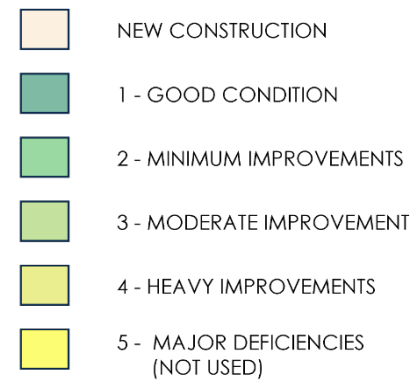 NEW CONSTRUCTION
1 - GOOD CONDITION
2 - MINIMUM IMPROVEMENTS
3 - MODERATE IMPROVEMENT
4 - HEAVY IMPROVEMENTS
5 - MAJOR DEFICIENCIES
(NOT USED)